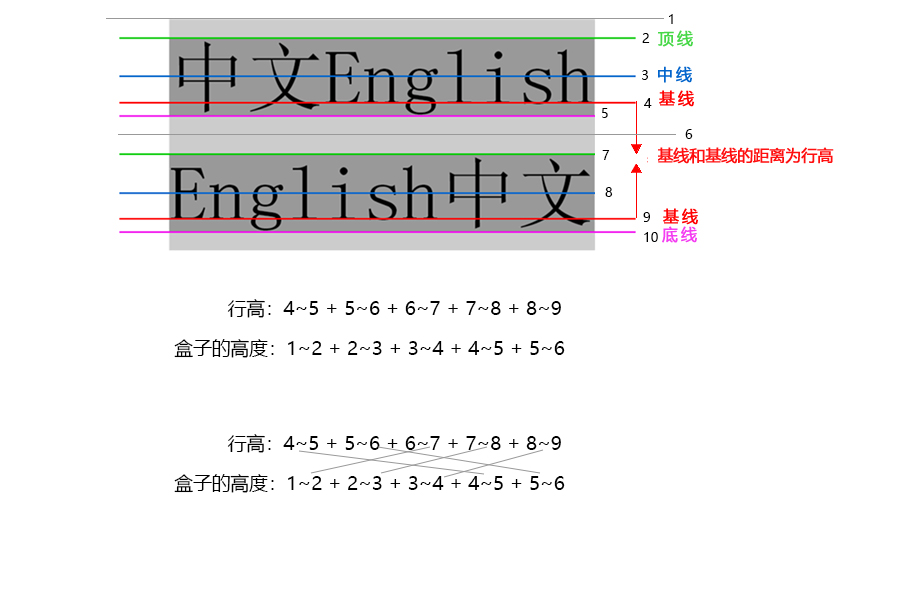 1
2 顶线
中文English
3 中线
4 基线
5
6
7
基线和基线的距离为行高
English中文
8
9 基线
10 底线
行高：4~5 + 5~6 + 6~7 + 7~8 + 8~9
盒子的高度：1~2 + 2~3 + 3~4 + 4~5 + 5~6
行高：4~5 + 5~6 + 6~7 + 7~8 + 8~9
盒子的高度：1~2 + 2~3 + 3~4 + 4~5 + 5~6